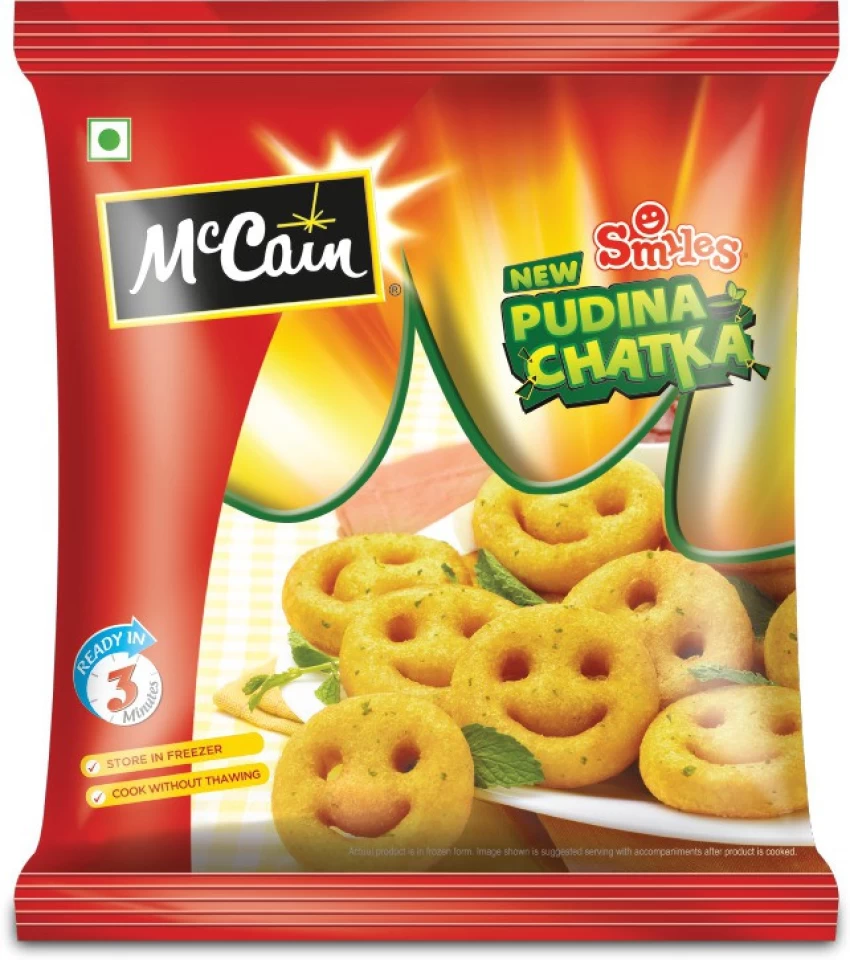 McCain
®
Smiles
NEW
PUDINA
CHATKA
READY IN
3
Minutes
STORE IN FREEZER
COOK WITHOUT THAWING
Actual product is in frozen form. Image shown is suggested serving with accompaniments after product is cooked.